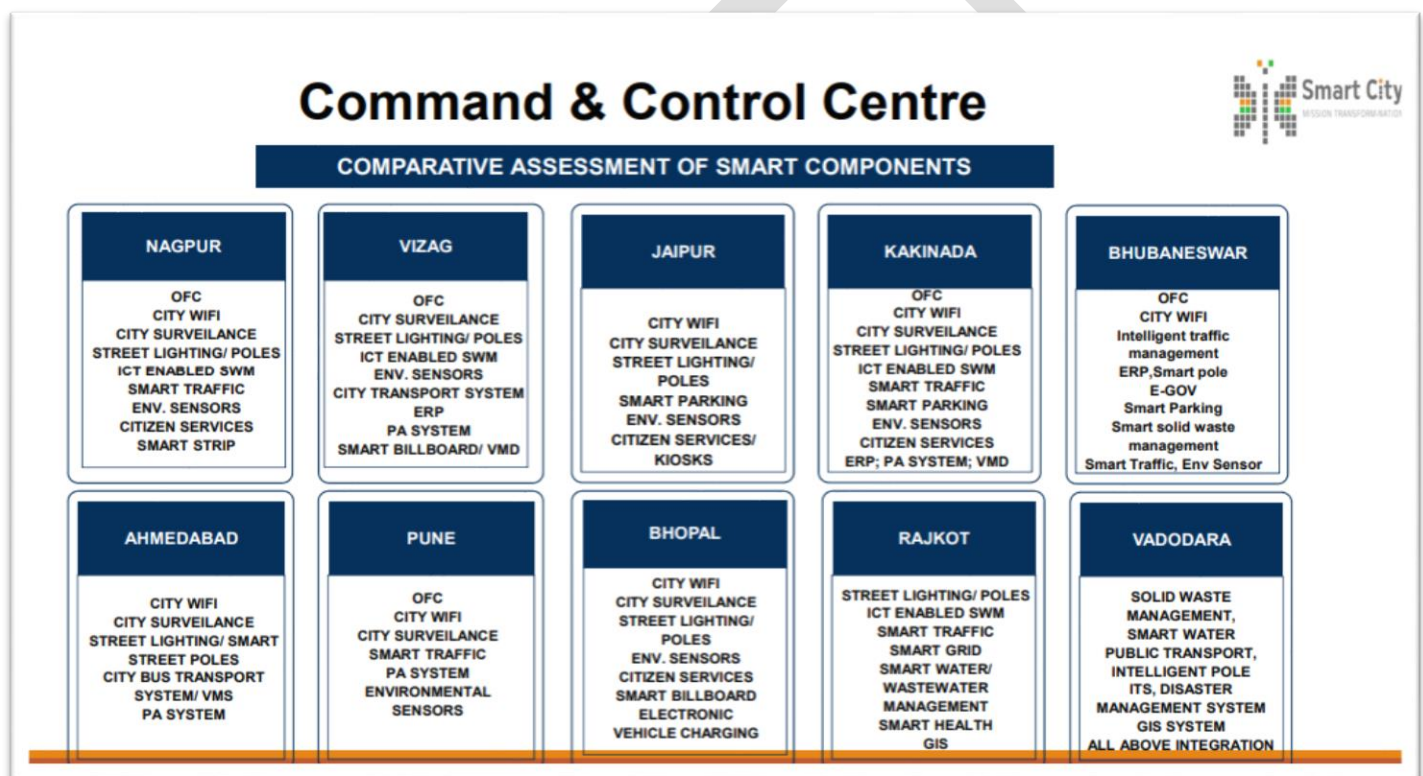 Command & Control Centre
Smart City
MISSION TRANSFORM-NATION
COMPARATIVE ASSESSMENT OF SMART COMPONENTS
NAGPUR
OFC
CITY WIFI
CITY SURVEILANCE
STREET LIGHTING/ POLES
ICT ENABLED SWM
SMART TRAFFIC
ENV. SENSORS
CITIZEN SERVICES
SMART STRIP
VIZAG
OFC
CITY SURVEILANCE
STREET LIGHTING/ POLES
ICT ENABLED SWM
ENV. SENSORS
CITY TRANSPORT SYSTEM
ERP
PA SYSTEM
SMART BILLBOARD/ VMD
JAIPUR
CITY WIFI
CITY SURVEILANCE
STREET LIGHTING/
POLES
SMART PARKING
ENV. SENSORS
CITIZEN SERVICES/
KIOSKS
KAKINADA
OFC
CITY WIFI
CITY SURVEILANCE
STREET LIGHTING/ POLES
ICT ENABLED SWM
SMART TRAFFIC
SMART PARKING
ENV. SENSORS
CITIZEN SERVICES
ERP; PA SYSTEM; VMD
BHUBANESWAR
OFC
CITY WIFI
Intelligent traffic
management
ERP,Smart pole
E-GOV
Smart Parking
Smart solid waste
management
Smart Traffic, Env Sensor
AHMEDABAD
CITY WIFI
CITY SURVEILANCE
STREET LIGHTING/ SMART
STREET POLES
CITY BUS TRANSPORT
SYSTEM/ VMS
PA SYSTEM
PUNE
OFC
CITY WIFI
CITY SURVEILANCE
SMART TRAFFIC
PA SYSTEM
ENVIRONMENTAL
SENSORS
BHOPAL
CITY WIFI
CITY SURVEILANCE
STREET LIGHTING/
POLES
ENV. SENSORS
CITIZEN SERVICES
SMART BILLBOARD
ELECTRONIC
VEHICLE CHARGING
RAJKOT
STREET LIGHTING/ POLES
ICT ENABLED SWM
SMART TRAFFIC
SMART GRID
SMART WATER/
WASTEWATER
MANAGEMENT
SMART HEALTH
GIS
VADODARA
SOLID WASTE
MANAGEMENT,
SMART WATER
PUBLIC TRANSPORT,
INTELLIGENT POLE
ITS, DISASTER
MANAGEMENT SYSTEM
GIS SYSTEM
ALL ABOVE INTEGRATION